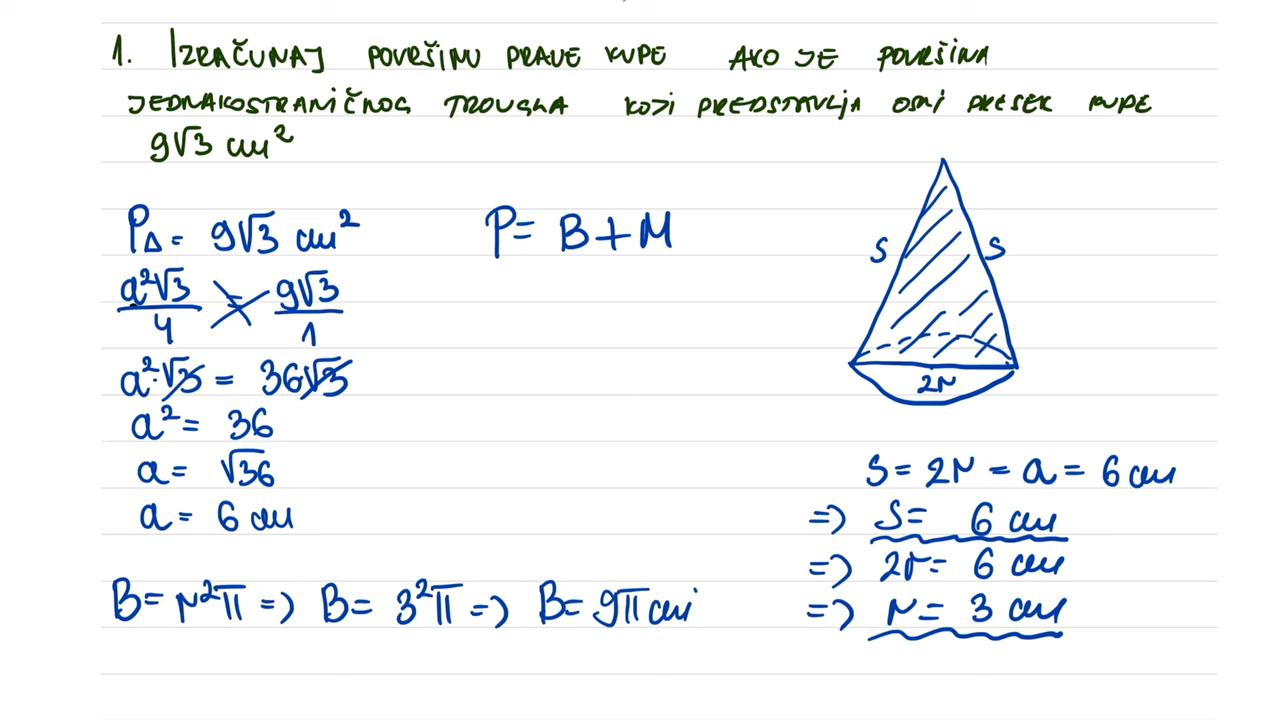 1. IZRAČUNAJ POVRŠINU PRAVE KUPE AKO JE POVRŠINA
JEDNAKOSTRANIČNOG TROUGLA KOJI PREDSTAVLJA OSNI PRESEK KUPE
9√3 cm²
P△ = 9√3 cm²
a²√3/4 = 9√3/1
a²·√3 = 36√3
a² = 36
a = √36
a = 6 cm
P = B + M
S S
2r
S = 2r = a = 6 cm
=> S = 6 cm
=> 2r = 6 cm
=> r = 3 cm
B = r²π => B = 3²π => B = 9π cm